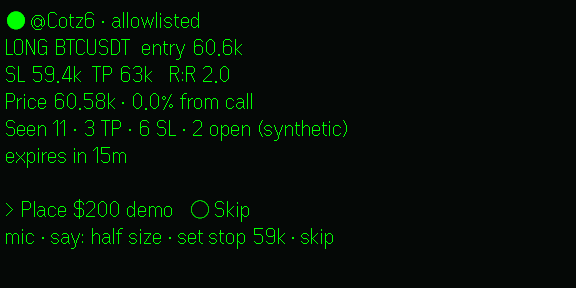 @Cotz6 · allowlisted
LONG BTCUSDT entry 60.6k
SL 59.4k TP 63k R:R 2.0
Price 60.58k · 0.0% from call
Seen 11 · 3 TP · 6 SL · 2 open (synthetic)
expires in 15m
> Place $200 demo ○ Skip
mic · say: half size · set stop 59k · skip